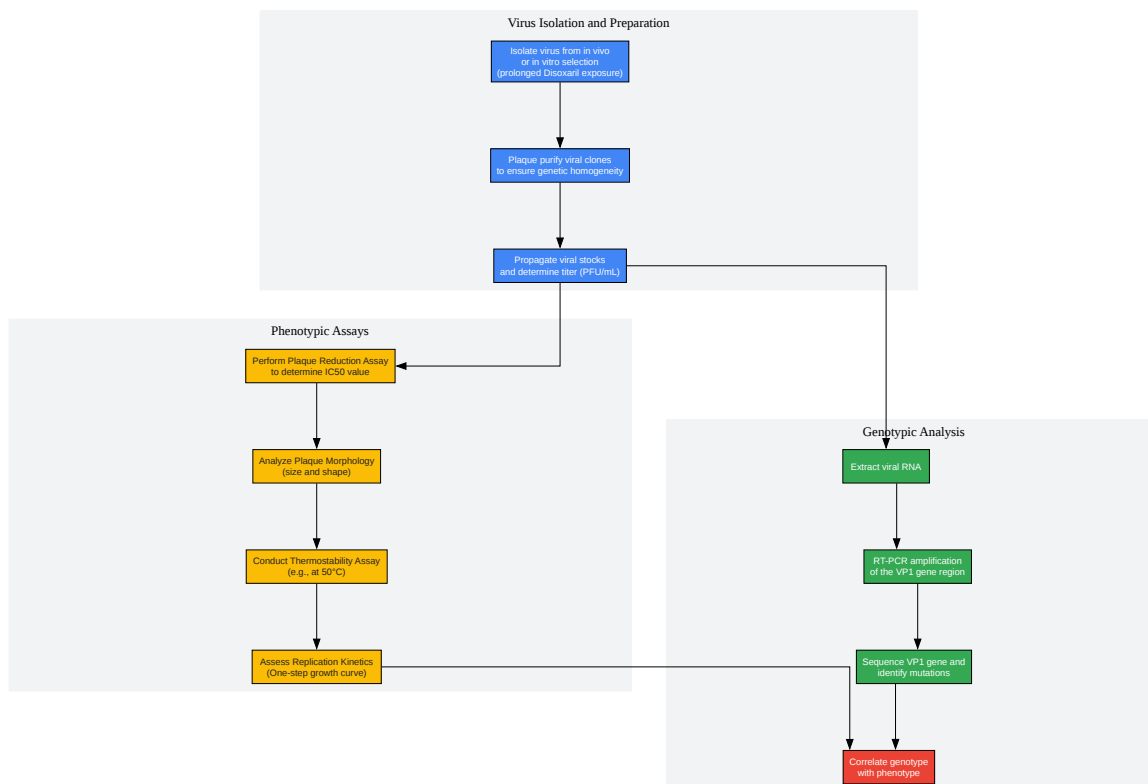 Virus Isolation and Preparation
Isolate virus from in vivo
or in vitro selection
(prolonged Disoxaril exposure)
Plaque purify viral clones
to ensure genetic homogeneity
Propagate viral stocks
and determine titer (PFU/mL)
Phenotypic Assays
Perform Plaque Reduction Assay
to determine IC50 value
Analyze Plaque Morphology
(size and shape)
Conduct Thermostability Assay
(e.g., at 50°C)
Assess Replication Kinetics
(One-step growth curve)
Genotypic Analysis
Extract viral RNA
RT-PCR amplification
of the VP1 gene region
Sequence VP1 gene and
identify mutations
Correlate genotype
with phenotype